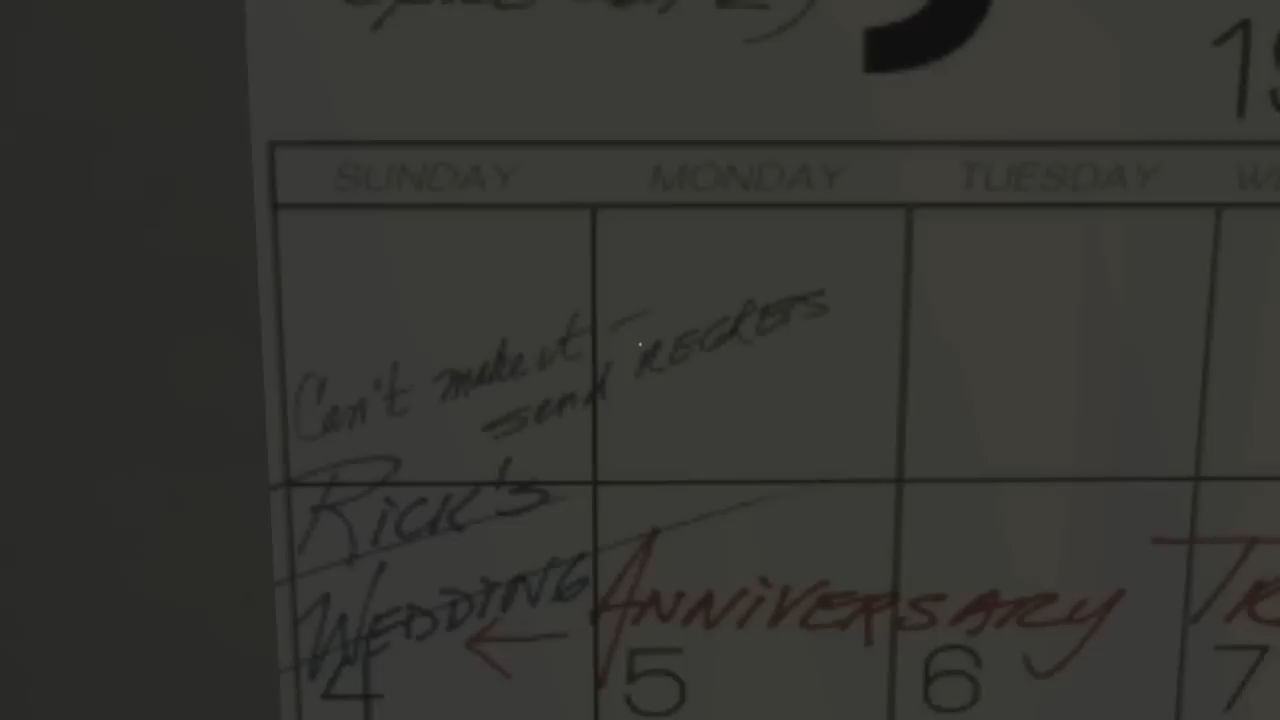 SUNDAY MONDAY TUESDAY
Can't make it –
send REGRETS
RICK'S
WEDDING
ANNIVERSARY
4 5 6 7